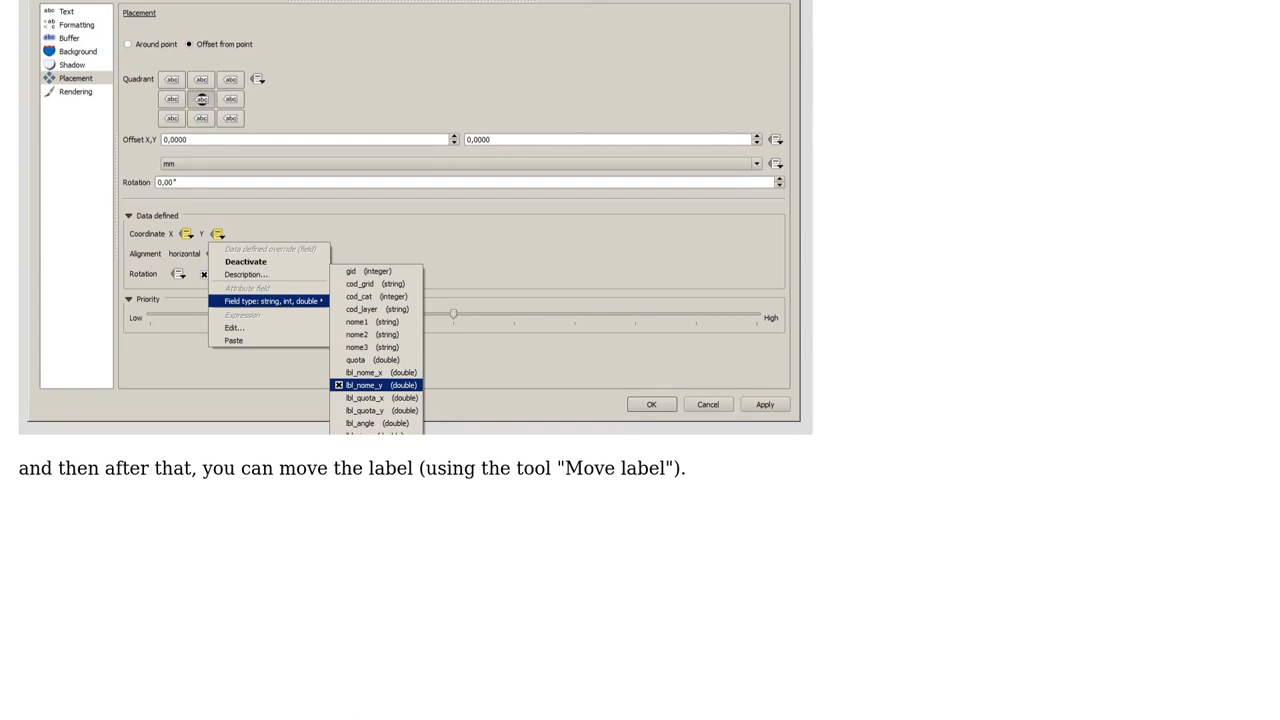 Text
Formatting
Buffer
Background
Shadow
Placement
Rendering
Placement
Around point Offset from point
Quadrant abc abc abc
abc abc abc
abc abc abc
Offset X,Y 0,0000 0,0000
mm
Rotation 0,00°
Data defined
Coordinate X Y
Alignment horizontal
Rotation
Priority
Low High
Data defined override (field)
Deactivate
Description...
Attribute field
Field type: string, int, double
Expression
Edit...
Paste
gid (integer)
cod_grid (string)
cod_cat (integer)
cod_layer (string)
nome1 (string)
nome2 (string)
nome3 (string)
quota (double)
lbl_nome_x (double)
lbl_nome_y (double)
lbl_quota_x (double)
lbl_quota_y (double)
lbl_angle (double)
OK Cancel Apply
and then after that, you can move the label (using the tool "Move label").